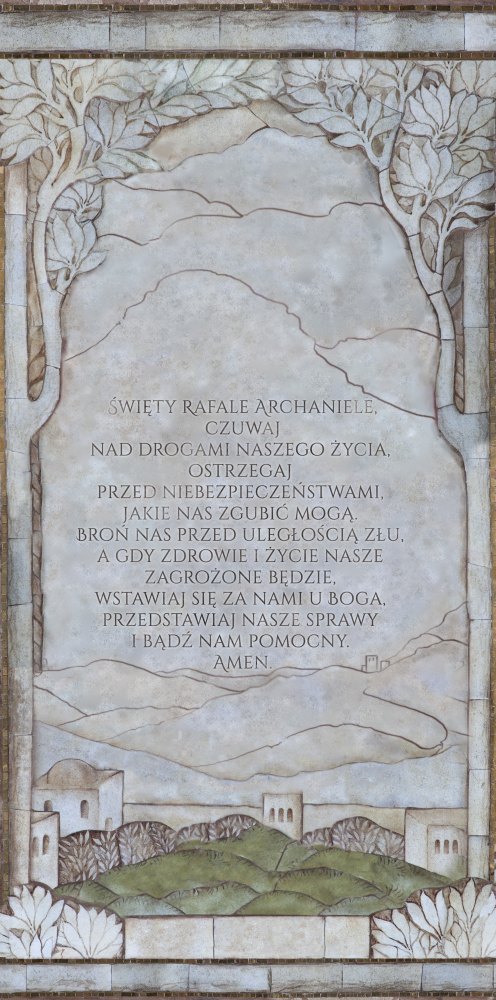 Święty Rafale Archaniele,
czuwaj
nad drogami naszego życia,
ostrzegaj
przed niebezpieczeństwami,
jakie nas zgubić mogą.
Broń nas przed uległością złu,
a gdy zdrowie i życie nasze
zagrożone będzie,
wstawiaj się za nami u Boga,
przedstawiaj nasze sprawy
i bądź nam pomocny.
Amen.